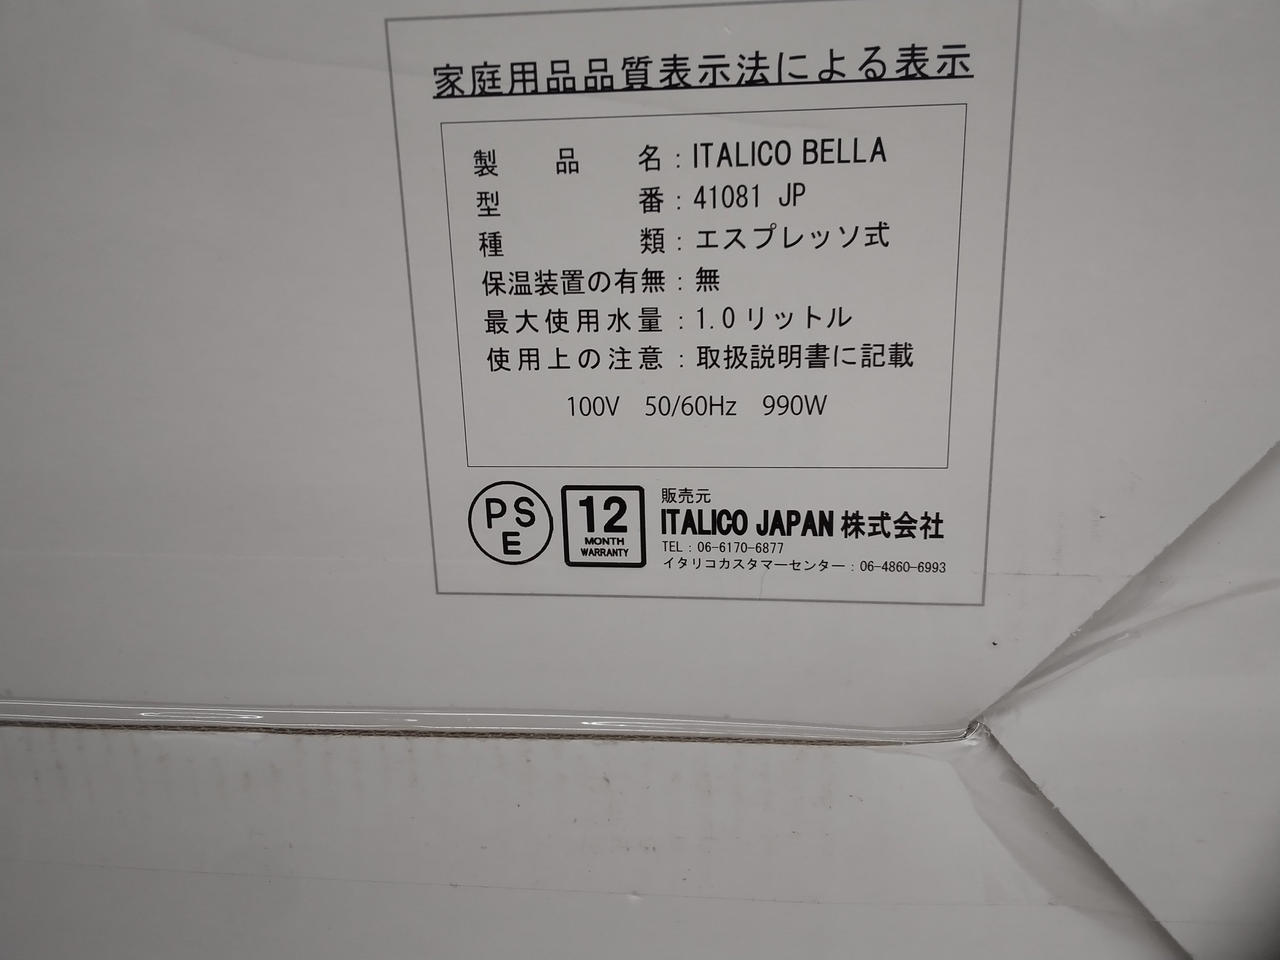 家庭用品品質表示法による表示
製品名：ITALICO BELLA
型番：41081 JP
種類：エスプレッソ式
保温装置の有無：無
最大使用水量：1.0リットル
使用上の注意：取扱説明書に記載
100V 50/60Hz 990W
PS
E
12
MONTH
WARRANTY
販売元
ITALICO JAPAN 株式会社
TEL：06-6170-6877
イタリコカスタマーセンター：06-4860-6993